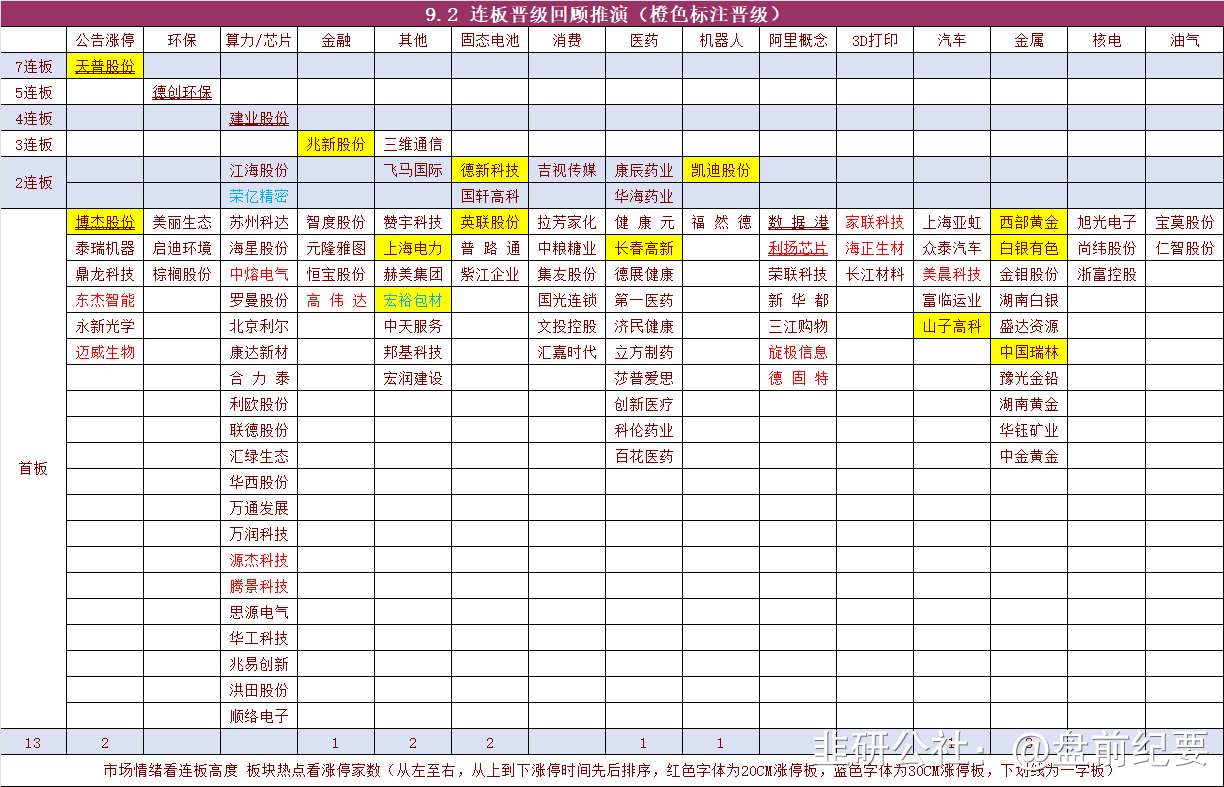 9.2 连板晋级回顾推演（橙色标注晋级）
公告涨停 环保 算力/芯片 金融 其他 固态电池 消费 医药 机器人 阿里概念 3D打印 汽车 金属 核电 油气
7连板 天普股份
5连板 德创环保
4连板 建业股份
3连板 兆新股份 三维通信
2连板 江海股份 飞马国际 德新科技 吉视传媒 康辰药业 凯迪股份
荣亿精密 国轩高科 华海药业
首板 博杰股份 美丽生态 苏州科达 智度股份 赞宇科技 英联股份 拉芳家化 健康元 福然德 数据港 家联科技 上海亚虹 西部黄金 旭光电子 宝莫股份
泰瑞机器 启迪环境 海星股份 元隆雅图 上海电力 普路通 中粮糖业 长春高新 利扬芯片 海正生材 众泰汽车 白银有色 尚纬股份 仁智股份
鼎龙科技 棕榈股份 中熔电气 恒宝股份 赫美集团 紫江企业 集友股份 德展健康 荣联科技 长江材料 美晨科技 金钼股份 浙富控股
东杰智能 罗曼股份 高伟达 宏裕包材 国光连锁 第一医药 新华都 富临运业 湖南白银
永新光学 北京利尔 中天服务 文投控股 济民健康 三江购物 山子高科 盛达资源
迈威生物 康达新材 邦基科技 汇嘉时代 立方制药 旋极信息 中国瑞林
合力泰 宏润建设 莎普爱思 德固特 豫光金铅
利欧股份 创新医疗 湖南黄金
联德股份 科伦药业 华钰矿业
汇绿生态 百花医药 中金黄金
华西股份
万通发展
万润科技
源杰科技
腾景科技
思源电气
华工科技
兆易创新
洪田股份
顺络电子
13 2 1 2 2 1 1
市场情绪看连板高度 板块热点看涨停家数（从左至右，从上到下涨停时间先后排序，红色字体为20CM涨停板，蓝色字体为30CM涨停板，下划线为一字板）
韭研公社：@盘前纪要